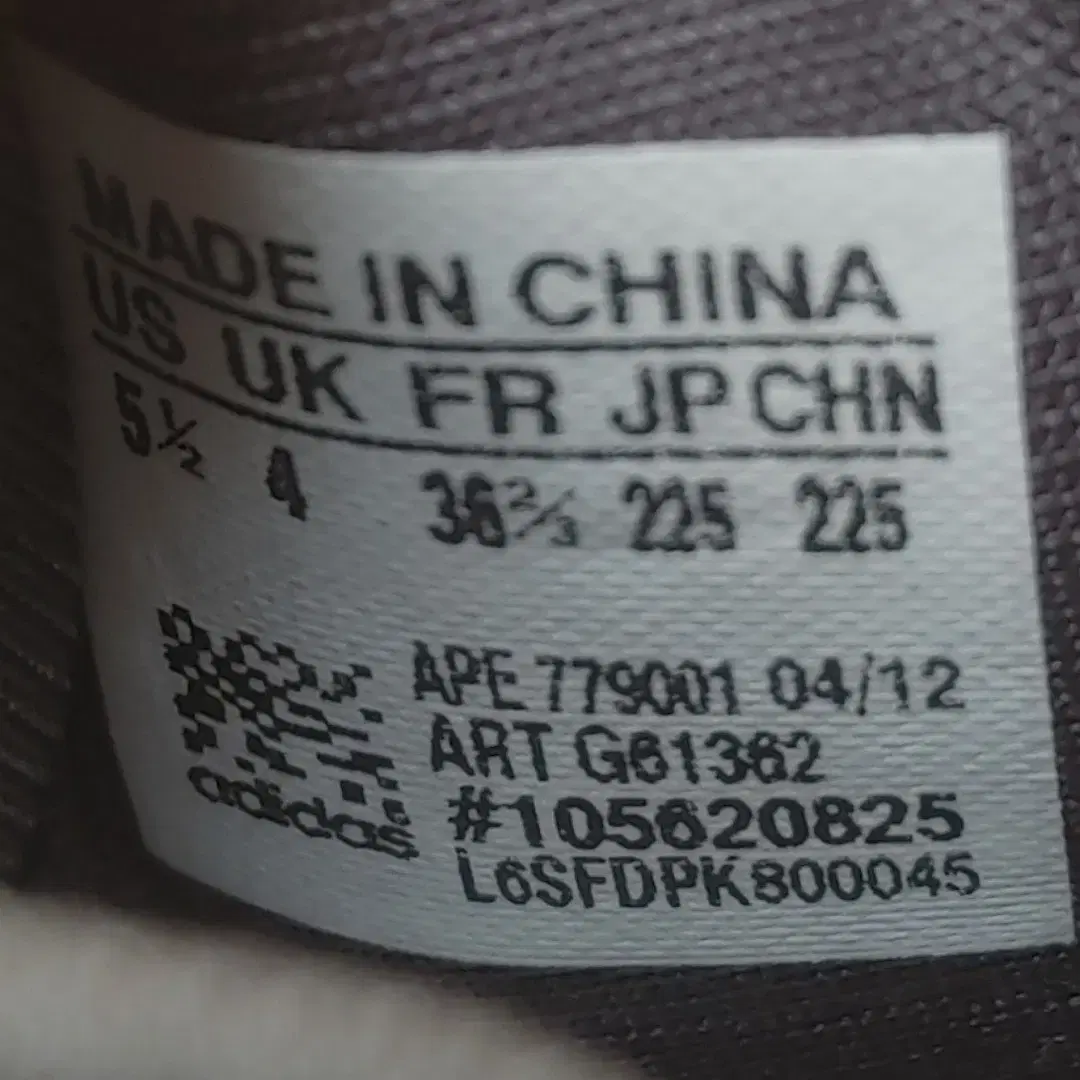 MADE IN CHINA
US UK FR JP CHN
5½ 4 36⅔ 225 225
APE 779001 04/12
ART G61362
#105620825
L6SFDPK800045
adidas